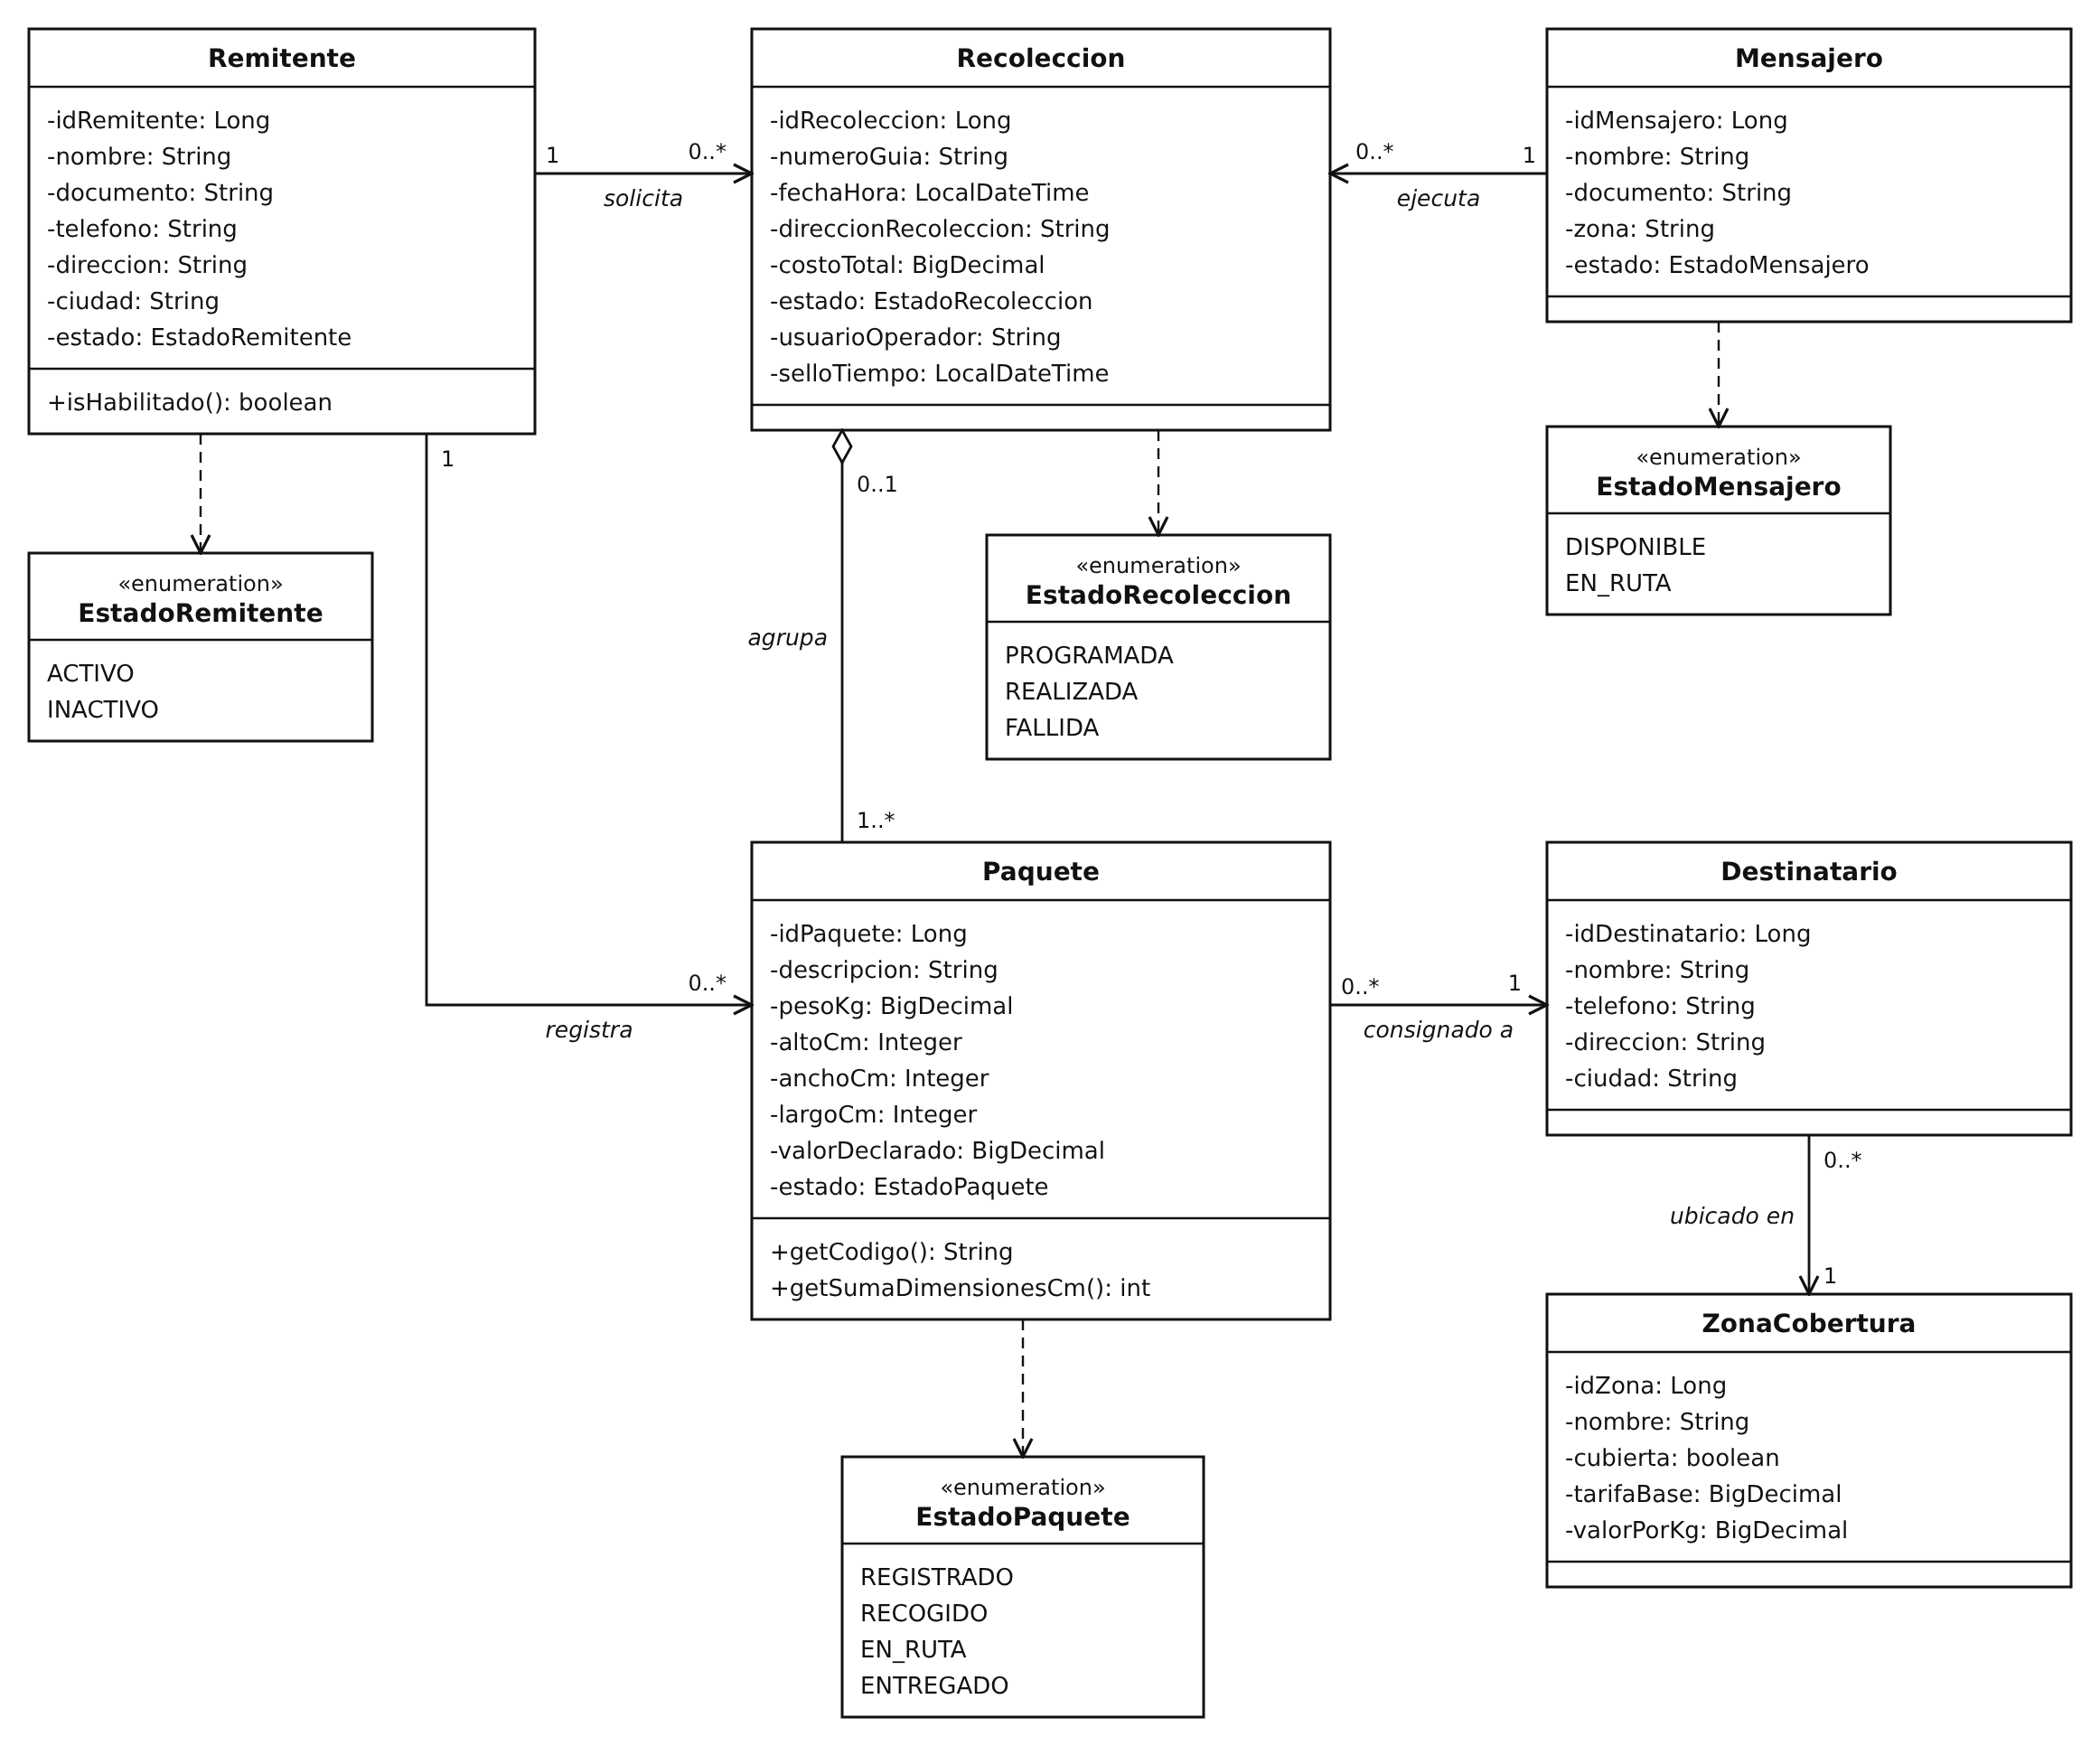 Remitente
-idRemitente: Long
-nombre: String
-documento: String
-telefono: String
-direccion: String
-ciudad: String
-estado: EstadoRemitente
+isHabilitado(): boolean
1
0..*
solicita
Recoleccion
-idRecoleccion: Long
-numeroGuia: String
-fechaHora: LocalDateTime
-direccionRecoleccion: String
-costoTotal: BigDecimal
-estado: EstadoRecoleccion
-usuarioOperador: String
-selloTiempo: LocalDateTime
0..*
1
ejecuta
Mensajero
-idMensajero: Long
-nombre: String
-documento: String
-zona: String
-estado: EstadoMensajero
«enumeration»
EstadoRemitente
ACTIVO
INACTIVO
1
0..*
registra
0..1
agrupa
1..*
«enumeration»
EstadoRecoleccion
PROGRAMADA
REALIZADA
FALLIDA
«enumeration»
EstadoMensajero
DISPONIBLE
EN_RUTA
Paquete
-idPaquete: Long
-descripcion: String
-pesoKg: BigDecimal
-altoCm: Integer
-anchoCm: Integer
-largoCm: Integer
-valorDeclarado: BigDecimal
-estado: EstadoPaquete
+getCodigo(): String
+getSumaDimensionesCm(): int
0..*
1
consignado a
Destinatario
-idDestinatario: Long
-nombre: String
-telefono: String
-direccion: String
-ciudad: String
0..*
ubicado en
1
ZonaCobertura
-idZona: Long
-nombre: String
-cubierta: boolean
-tarifaBase: BigDecimal
-valorPorKg: BigDecimal
«enumeration»
EstadoPaquete
REGISTRADO
RECOGIDO
EN_RUTA
ENTREGADO